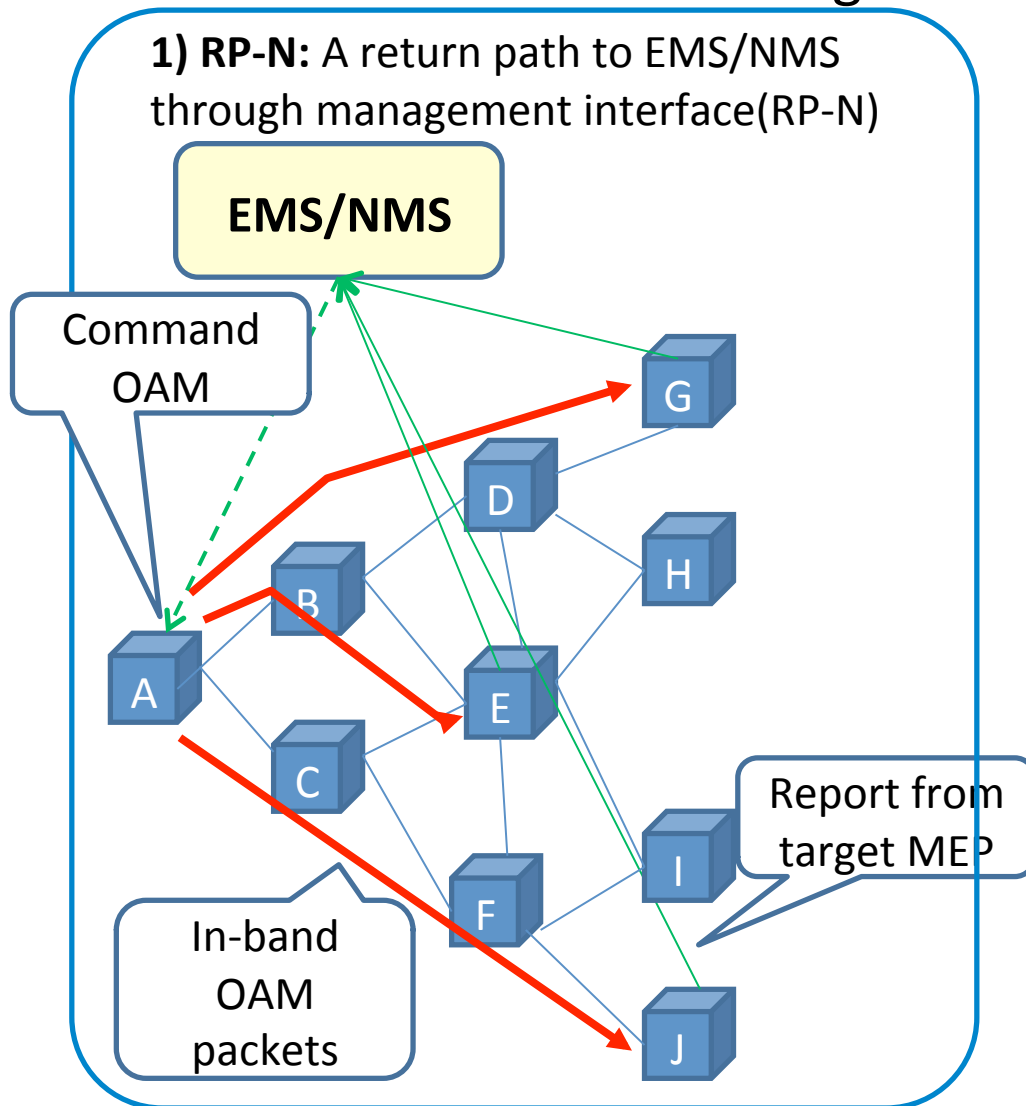 1) RP-N: A return path to EMS/NMS
through management interface(RP-N)
EMS/NMS
Command
OAM
G
D
H
B
A
E
C
Report from
target MEP
I
F
In-band
OAM
packets
J